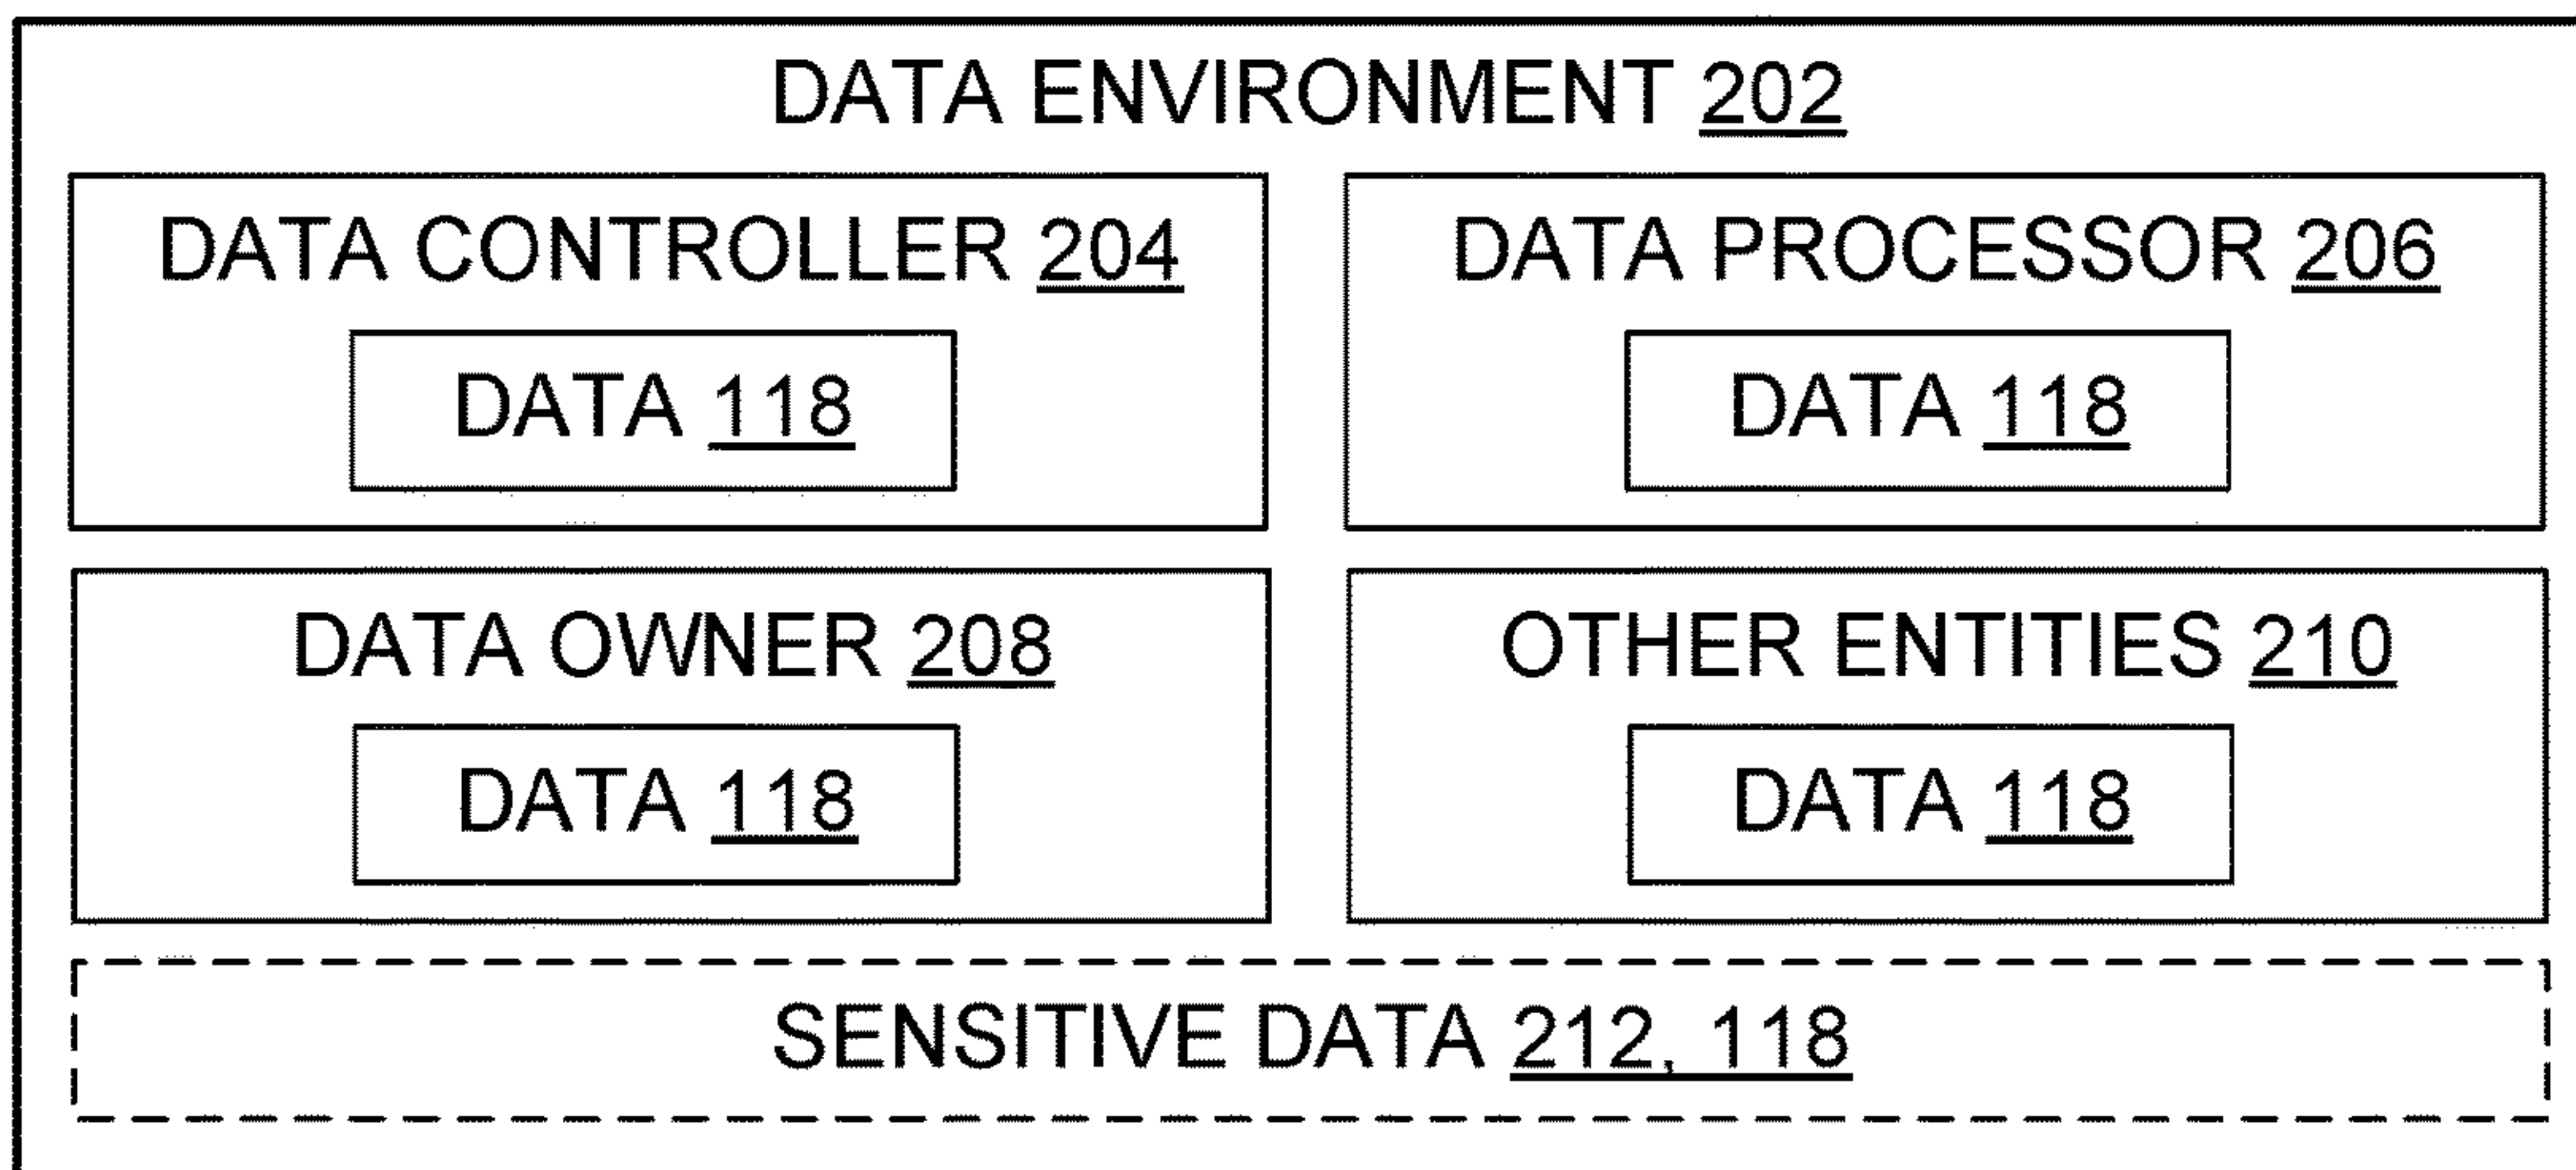 DATA ENVIRONMENT 202
DATA CONTROLLER 204
DATA 118
DATA PROCESSOR 206
DATA 118
DATA OWNER 208
DATA 118
OTHER ENTITIES 210
DATA 118
SENSITIVE DATA 212, 118